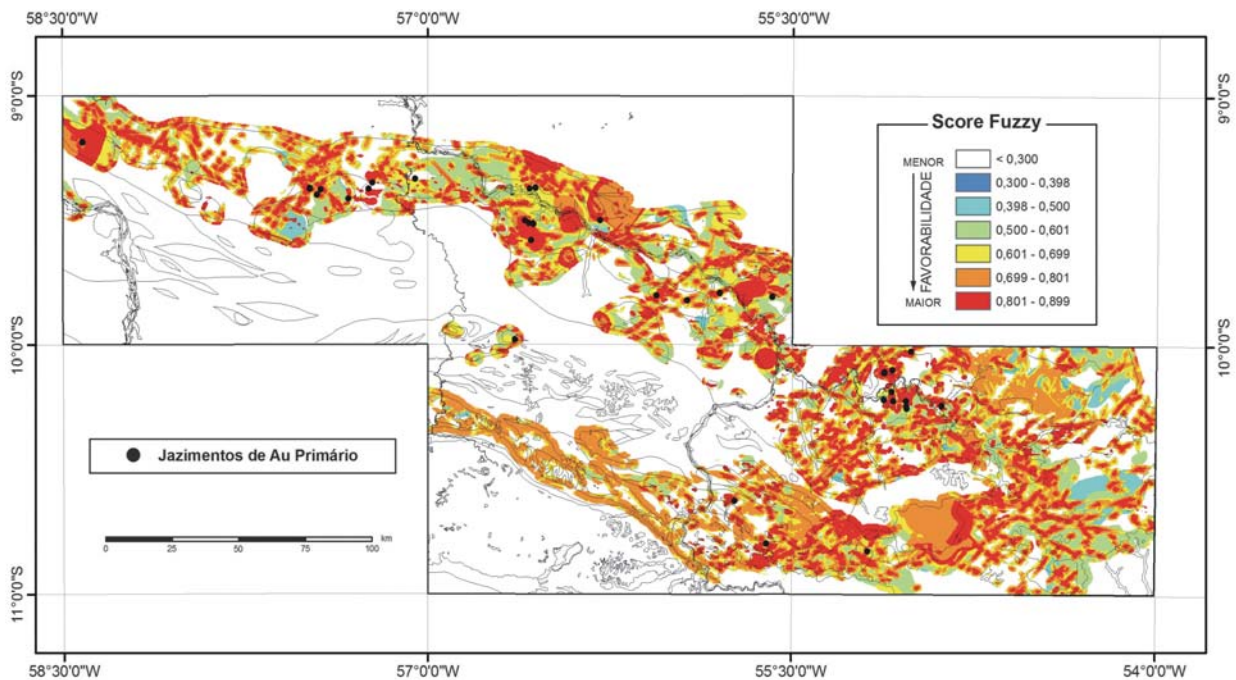 58°30'0"W 57°0'0"W 55°30'0"W
9°0'0"S 9°0'0"S
Score Fuzzy
MENOR
FAVORABILIDADE
MAIOR
< 0,300
0,300 - 0,398
0,398 - 0,500
0,500 - 0,601
0,601 - 0,699
0,699 - 0,801
0,801 - 0,899
10°0'0"S 10°0'0"S
Jazimentos de Au Primário
0 25 50 75 100 km
11°0'0"S
58°30'0"W 57°0'0"W 55°30'0"W 54°0'0"W